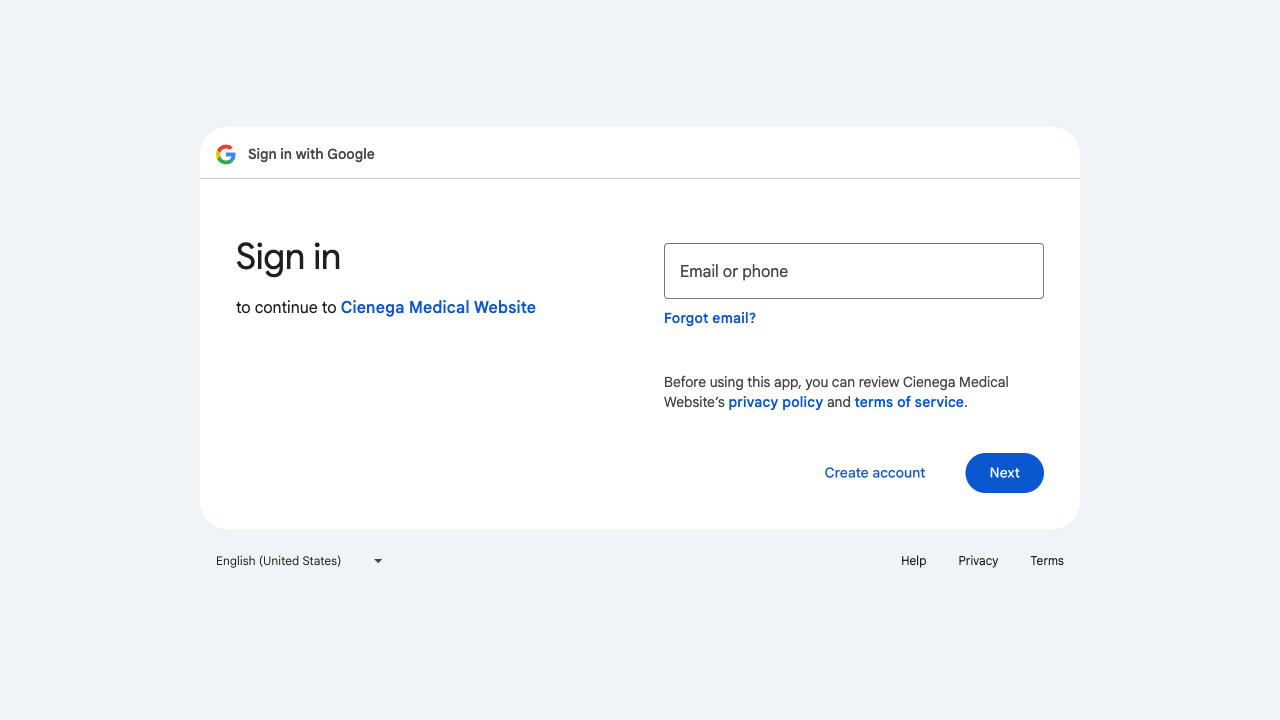 Sign in with Google
Sign in
to continue to Cienega Medical Website
Email or phone
Forgot email?
Before using this app, you can review Cienega Medical
Website’s privacy policy and terms of service.
Create account
Next
English (United States)
Help
Privacy
Terms